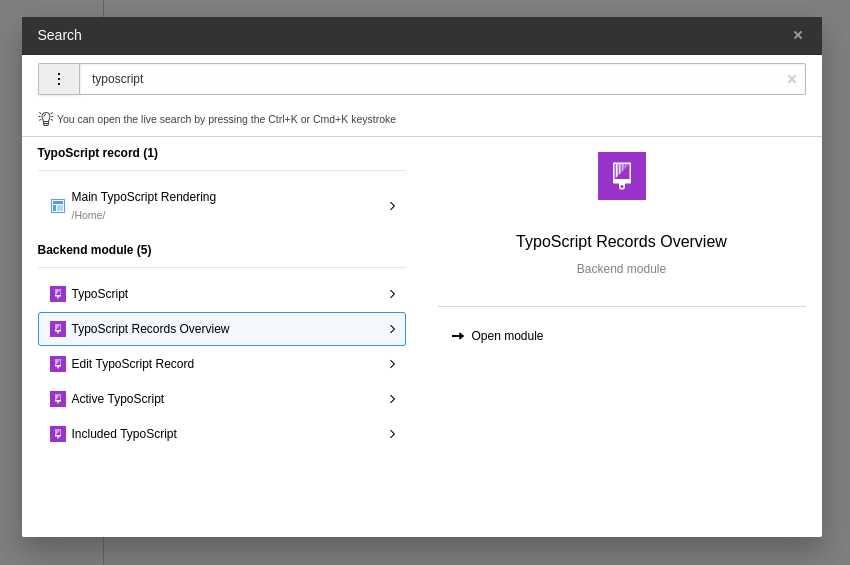 Search
typoscript
You can open the live search by pressing the Ctrl+K or Cmd+K keystroke
TypoScript record (1)
Main TypoScript Rendering
/Home/
Backend module (5)
TypoScript
TypoScript Records Overview
Edit TypoScript Record
Active TypoScript
Included TypoScript
TypoScript Records Overview
Backend module
Open module